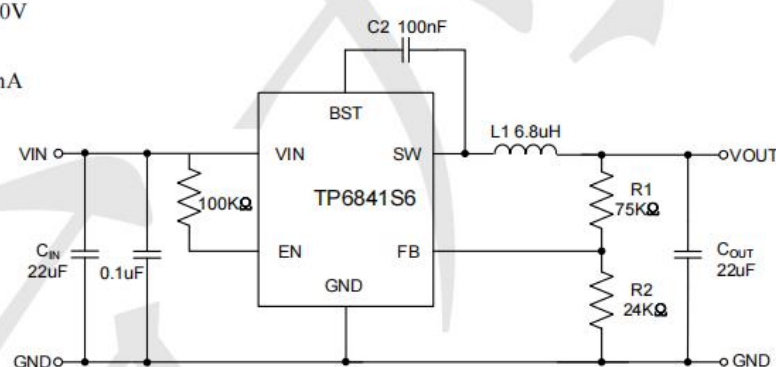 0V
mA
C2 100nF
BST
VIN
VIN
SW
L1 6.8uH
VOUT
100KΩ
TP6841S6
R1
75KΩ
CIN
22uF
0.1uF
EN
FB
COUT
22uF
GND
R2
24KΩ
GND
GND